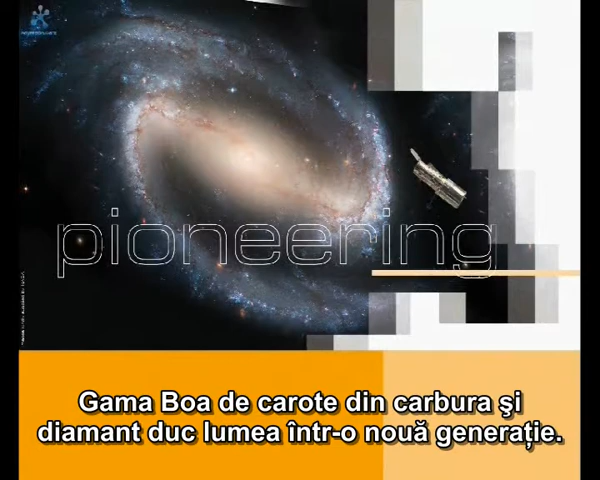 pioneering
Gama Boa de carote din carbura şi
diamant duc lumea într-o nouă generaţie.